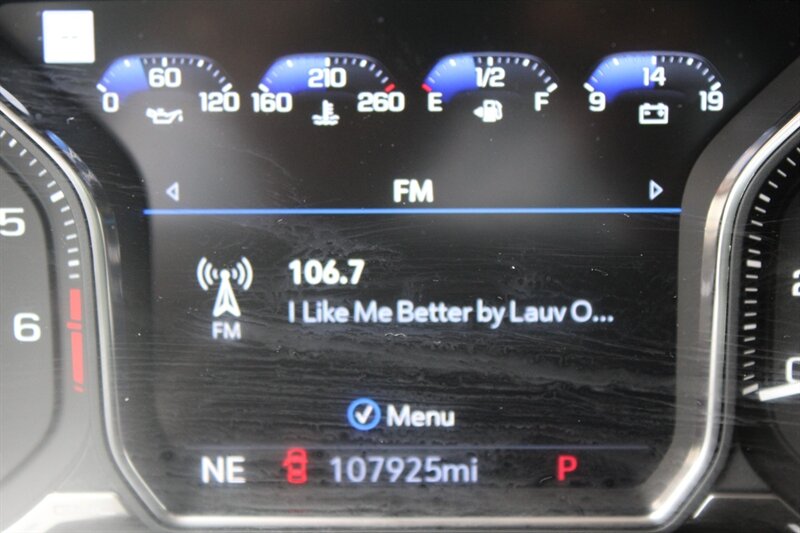 --
60 210 1/2 14
0 120 160 260 E F 9 19
FM
5
106.7
I Like Me Better by Lauv O...
FM
6
Menu
NE 107925mi P